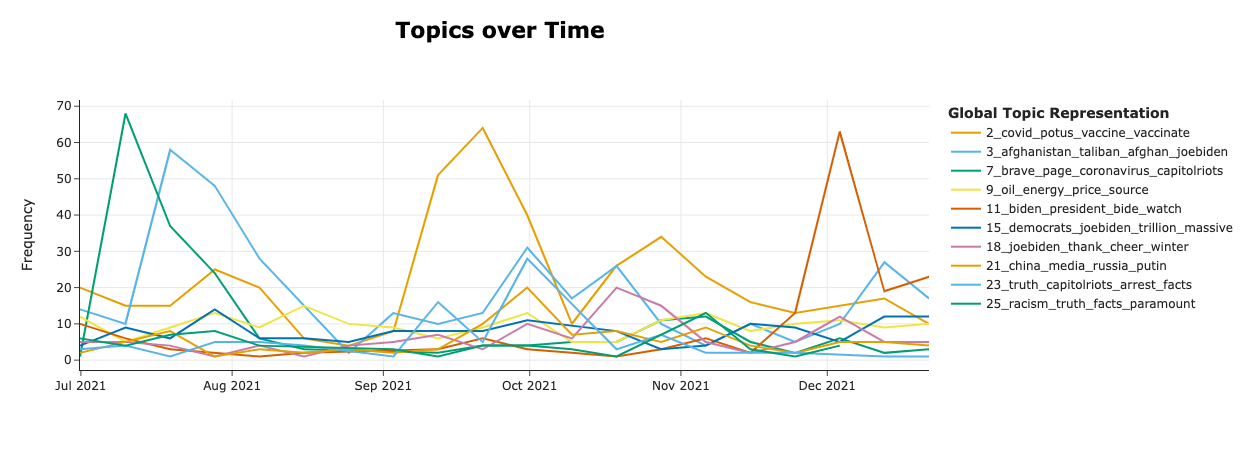 Topics over Time
Global Topic Representation
2_covid_potus_vaccine_vaccinate
3_afghanistan_taliban_afghan_joebiden
7_brave_page_coronavirus_capitolriots
9_oil_energy_price_source
11_biden_president_bide_watch
15_democrats_joebiden_trillion_massive
18_joebiden_thank_cheer_winter
21_china_media_russia_putin
23_truth_capitolriots_arrest_facts
25_racism_truth_facts_paramount
Frequency
70
60
50
40
30
20
10
0
Jul 2021
Aug 2021
Sep 2021
Oct 2021
Nov 2021
Dec 2021